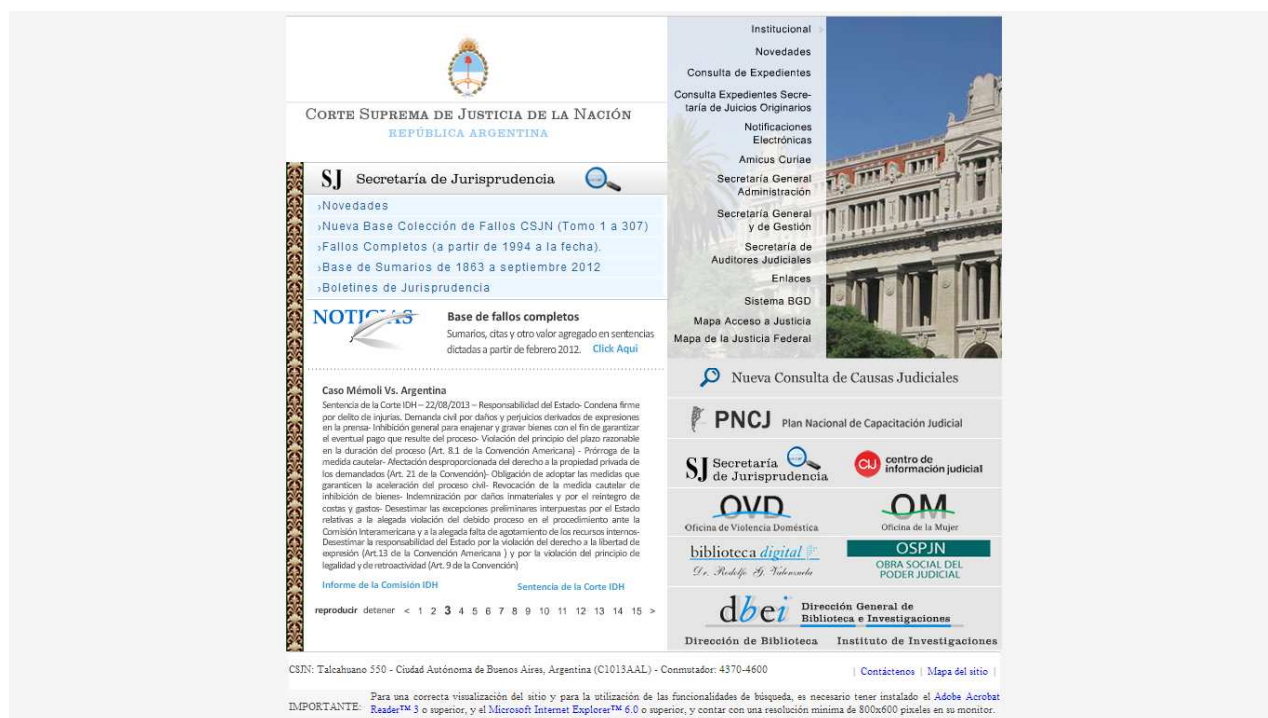 CORTE SUPREMA DE JUSTICIA DE LA NACIÓN
REPÚBLICA ARGENTINA
SJ Secretaría de Jurisprudencia
›Novedades
›Nueva Base Colección de Fallos CSJN (Tomo 1 a 307)
›Fallos Completos (a partir de 1994 a la fecha).
›Base de Sumarios de 1863 a septiembre 2012
›Boletines de Jurisprudencia
NOTICIAS
Base de fallos completos
Sumarios, citas y otro valor agregado en sentencias
dictadas a partir de febrero 2012. Click Aqui
Caso Mémoli Vs. Argentina
Sentencia de la Corte IDH – 22/08/2013 – Responsabilidad del Estado- Condena firme
por delito de injurias. Demanda civil por daños y perjuicios derivados de expresiones
en la prensa- Inhibición general para enajenar y gravar bienes con el fin de garantizar
el eventual pago que resulte del proceso- Violación del principio del plazo razonable
en la duración del proceso (Art. 8.1 de la Convención Americana) - Prórroga de la
medida cautelar- Afectación desproporcionada del derecho a la propiedad privada de
los demandados (Art. 21 de la Convención)- Obligación de adoptar las medidas que
garanticen la aceleración del proceso civil- Revocación de la medida cautelar de
inhibición de bienes- Indemnización por daños inmateriales y por el reintegro de
costas y gastos- Desestimar las excepciones preliminares interpuestas por el Estado
relativas a la alegada violación del debido proceso en el procedimiento ante la
Comisión Interamericana y a la alegada falta de agotamiento de los recursos internos-
Desestimar la responsabilidad del Estado por la violación del derecho a la libertad de
expresión (Art.13 de la Convención Americana ) y por la violación del principio de
legalidad y de retroactividad (Art. 9 de la Convención)
Informe de la Comisión IDH Sentencia de la Corte IDH
reproducir detener < 1 2 3 4 5 6 7 8 9 10 11 12 13 14 15 >
Institucional
Novedades
Consulta de Expedientes
Consulta Expedientes Secre-
taría de Juicios Originarios
Notificaciones
Electrónicas
Amicus Curiae
Secretaría General
Administración
Secretaría General
y de Gestión
Secretaría de
Auditores Judiciales
Enlaces
Sistema BGD
Mapa Acceso a Justicia
Mapa de la Justicia Federal
Nueva Consulta de Causas Judiciales
PNCJ Plan Nacional de Capacitación Judicial
SJ Secretaría
de Jurisprudencia
CIJ centro de
información judicial
OVD
Oficina de Violencia Doméstica
OM
Oficina de la Mujer
biblioteca digital
Dr. Rodolfo G. Valenzuela
OSPJN
OBRA SOCIAL DEL
PODER JUDICIAL
dbei Dirección General de
Biblioteca e Investigaciones
Dirección de Biblioteca Instituto de Investigaciones
CSJN: Talcahuano 550 - Ciudad Autónoma de Buenos Aires, Argentina (C1013AAL) - Conmutador: 4370-4600 | Contáctenos | Mapa del sitio |
IMPORTANTE: Para una correcta visualización del sitio y para la utilización de las funcionalidades de búsqueda, es necesario tener instalado el Adobe Acrobat
Reader™ 3 o superior, y el Microsoft Internet Explorer™ 6.0 o superior, y contar con una resolución mínima de 800x600 pixeles en su monitor.